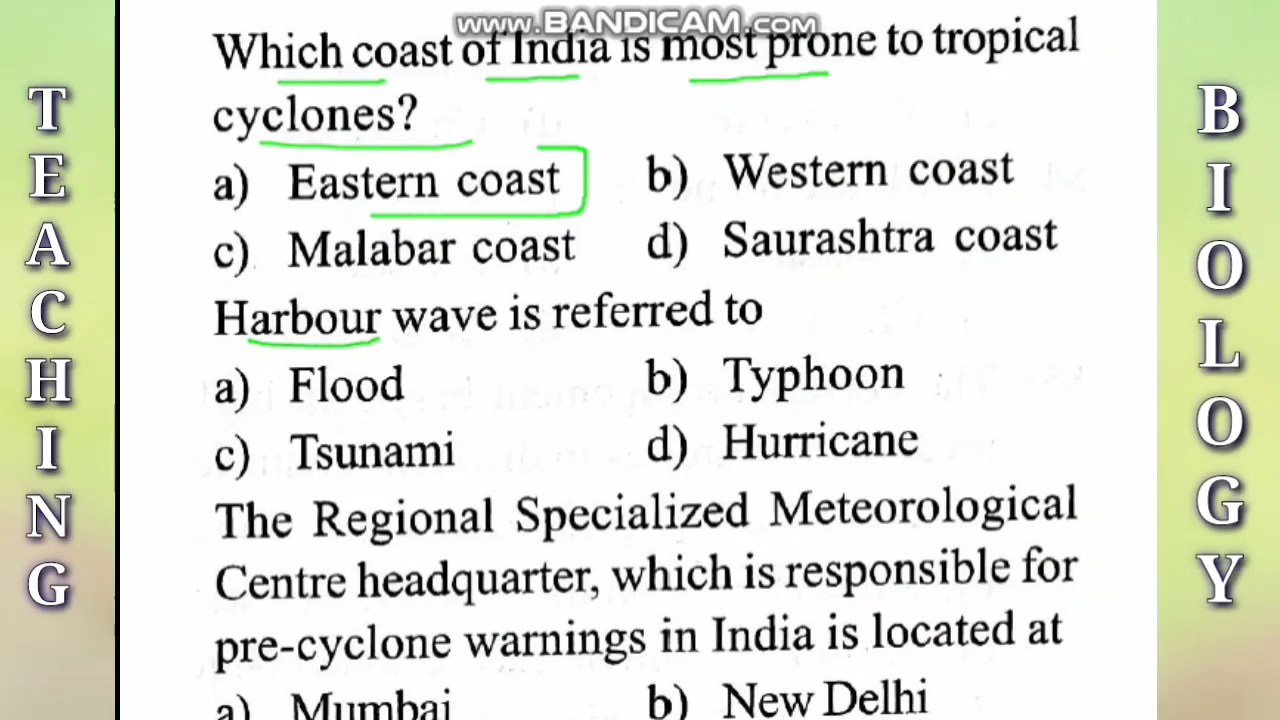 www.BANDICAM.com
Which coast of India is most prone to tropical
cyclones?
a) Eastern coast b) Western coast
c) Malabar coast d) Saurashtra coast
Harbour wave is referred to
a) Flood b) Typhoon
c) Tsunami d) Hurricane
The Regional Specialized Meteorological
Centre headquarter, which is responsible for
pre-cyclone warnings in India is located at
a) Mumbai b) New Delhi
TEACHING
BIOLOGY